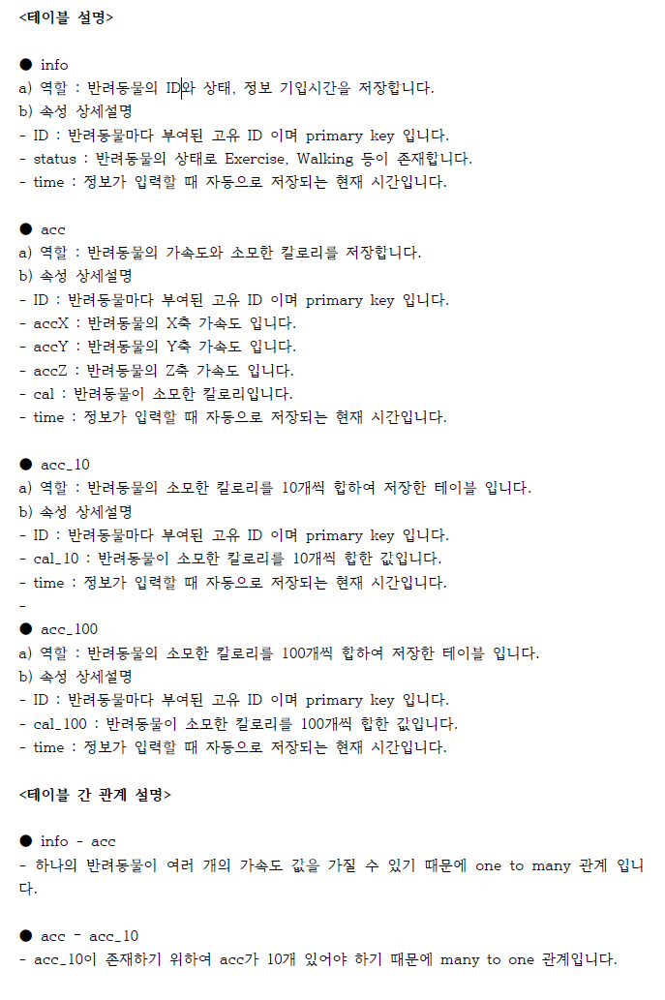 <테이블 설명>
● info
a) 역할 : 반려동물의 ID와 상태, 정보 기입시간을 저장합니다.
b) 속성 상세설명
- ID : 반려동물마다 부여된 고유 ID 이며 primary key 입니다.
- status : 반려동물의 상태로 Exercise, Walking 등이 존재합니다.
- time : 정보가 입력할 때 자동으로 저장되는 현재 시간입니다.
● acc
a) 역할 : 반려동물의 가속도와 소모한 칼로리를 저장합니다.
b) 속성 상세설명
- ID : 반려동물마다 부여된 고유 ID 이며 primary key 입니다.
- accX : 반려동물의 X축 가속도 입니다.
- accY : 반려동물의 Y축 가속도 입니다.
- accZ : 반려동물의 Z축 가속도 입니다.
- cal : 반려동물이 소모한 칼로리입니다.
- time : 정보가 입력할 때 자동으로 저장되는 현재 시간입니다.
● acc_10
a) 역할 : 반려동물의 소모한 칼로리를 10개씩 합하여 저장한 테이블 입니다.
b) 속성 상세설명
- ID : 반려동물마다 부여된 고유 ID 이며 primary key 입니다.
- cal_10 : 반려동물이 소모한 칼로리를 10개씩 합한 값입니다.
- time : 정보가 입력할 때 자동으로 저장되는 현재 시간입니다.
-
● acc_100
a) 역할 : 반려동물의 소모한 칼로리를 100개씩 합하여 저장한 테이블 입니다.
b) 속성 상세설명
- ID : 반려동물마다 부여된 고유 ID 이며 primary key 입니다.
- cal_100 : 반려동물이 소모한 칼로리를 100개씩 합한 값입니다.
- time : 정보가 입력할 때 자동으로 저장되는 현재 시간입니다.
<테이블 간 관계 설명>
● info - acc
- 하나의 반려동물이 여러 개의 가속도 값을 가질 수 있기 때문에 one to many 관계 입니
다.
● acc - acc_10
- acc_10이 존재하기 위하여 acc가 10개 있어야 하기 때문에 many to one 관계입니다.